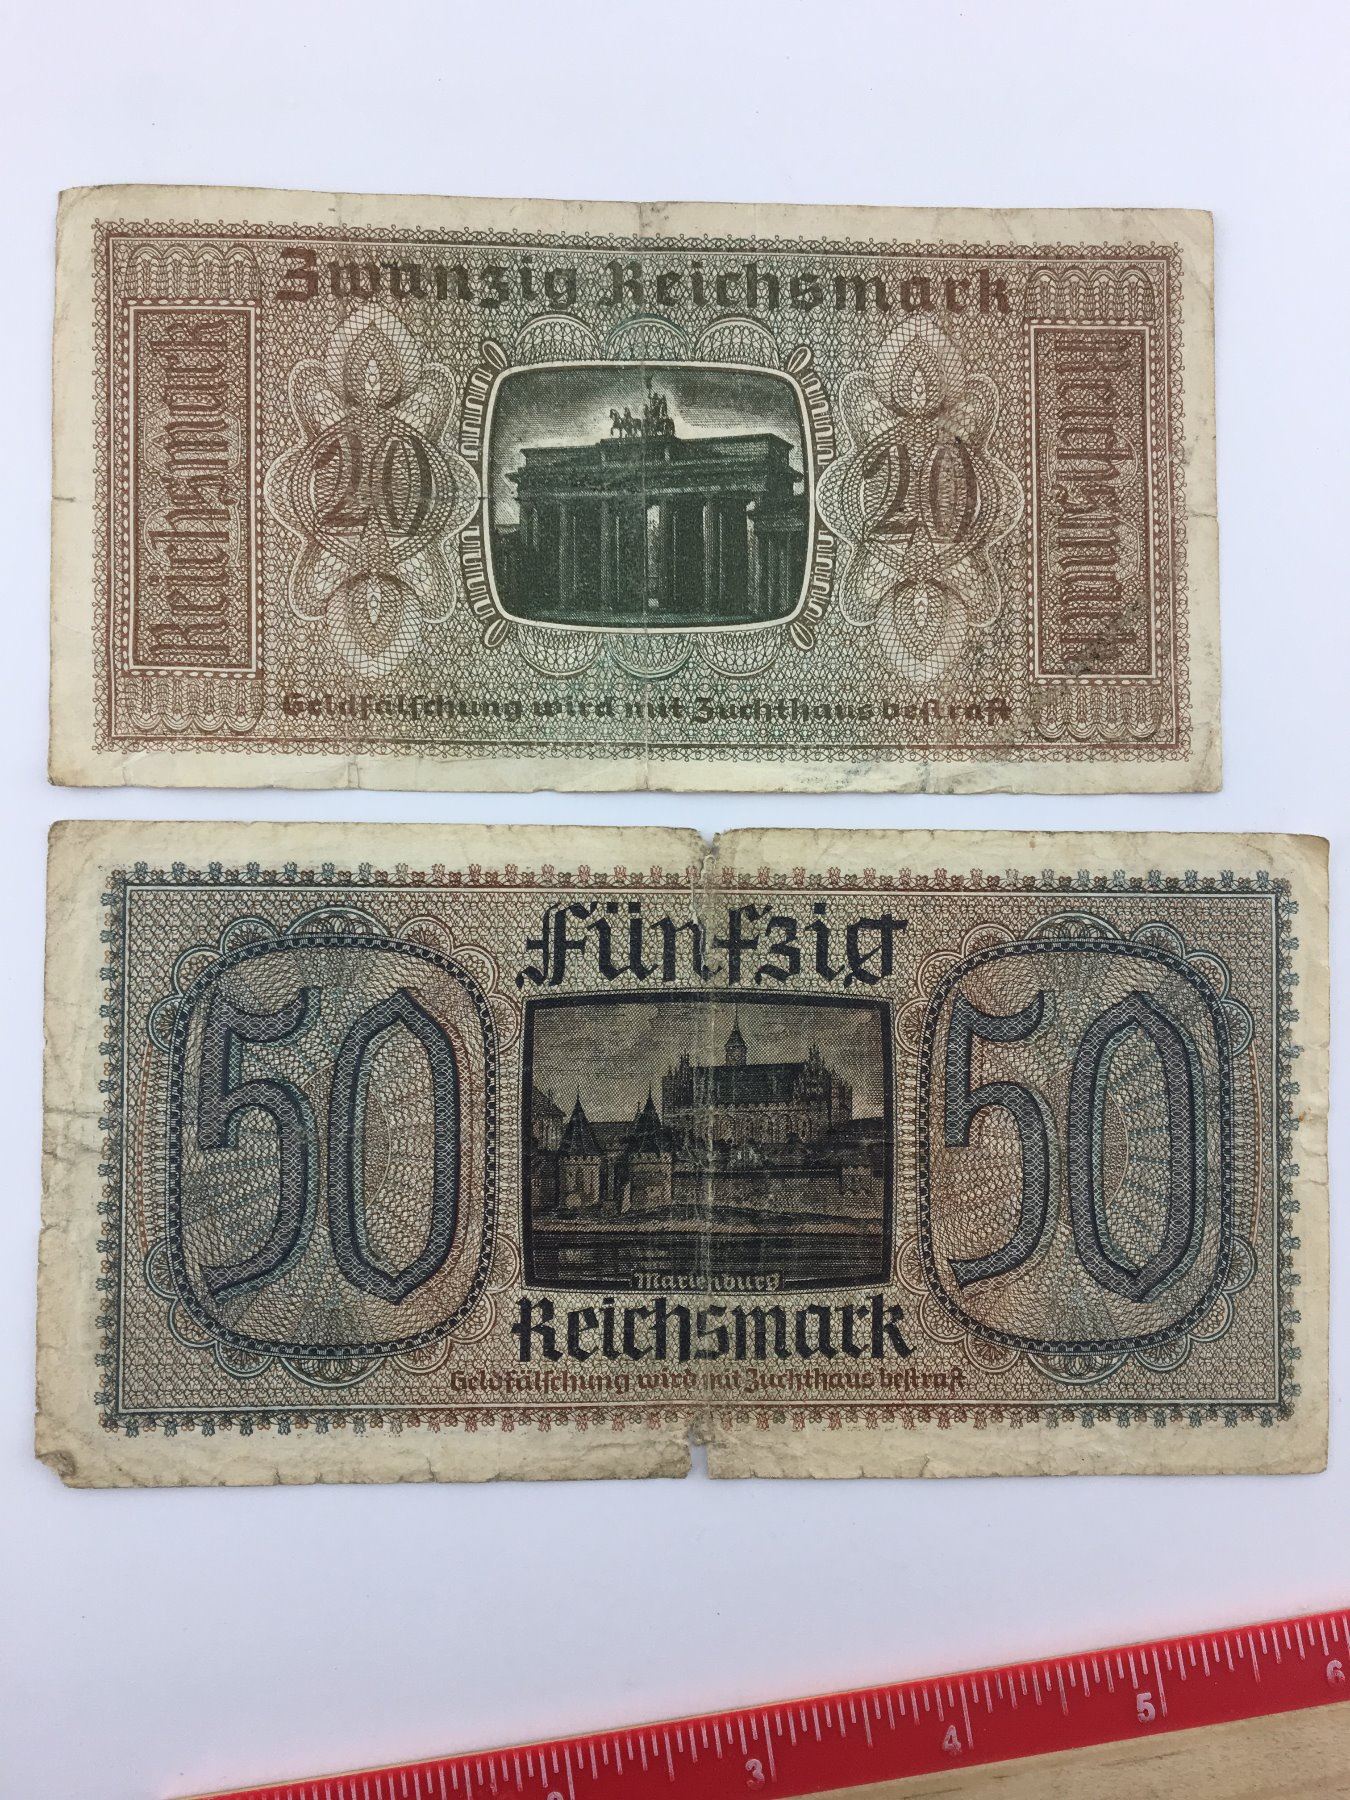 Zwanzig Reichsmark
Reichsmark
20
20
Reichsmark
Geldfälschung wird mit Zuchthaus bestraft
Fünfzig
50
50
Marienburg
Reichsmark
Geldfälschung wird mit Zuchthaus bestraft
2
3
4
5
6